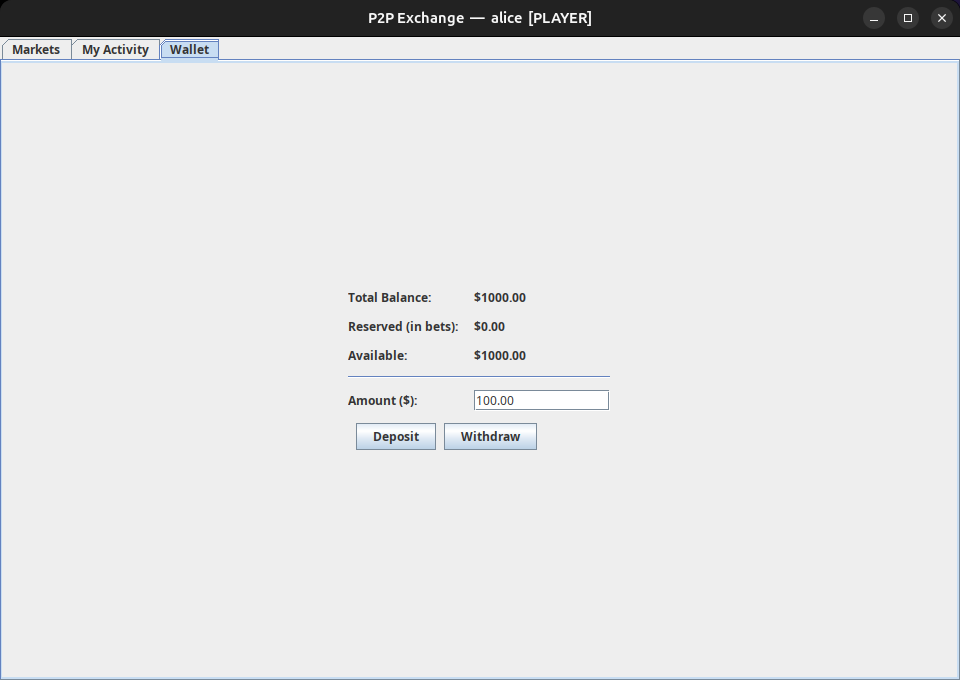 P2P Exchange — alice [PLAYER]
Markets My Activity Wallet
Total Balance: $1000.00
Reserved (in bets): $0.00
Available: $1000.00
Amount ($): 100.00
Deposit Withdraw